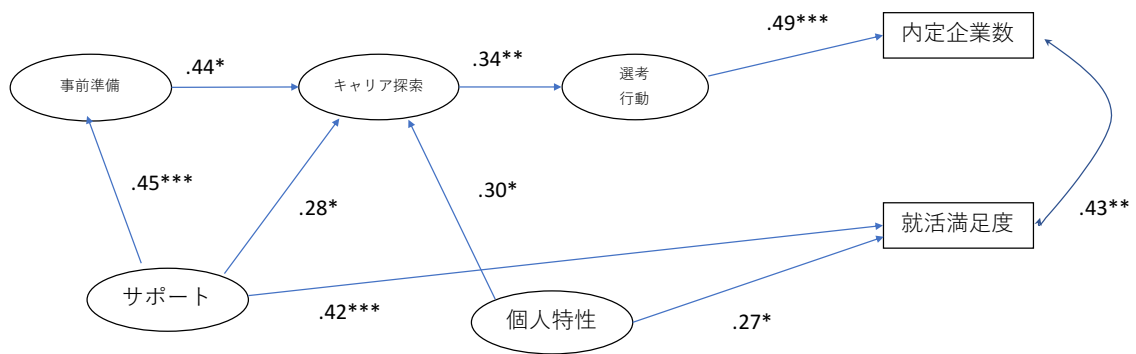 .49***
内定企業数
.44*
.34**
事前準備
キャリア探索
選考
行動
.45***
.28*
.30*
就活満足度
.43**
サポート
.42***
個人特性
.27*